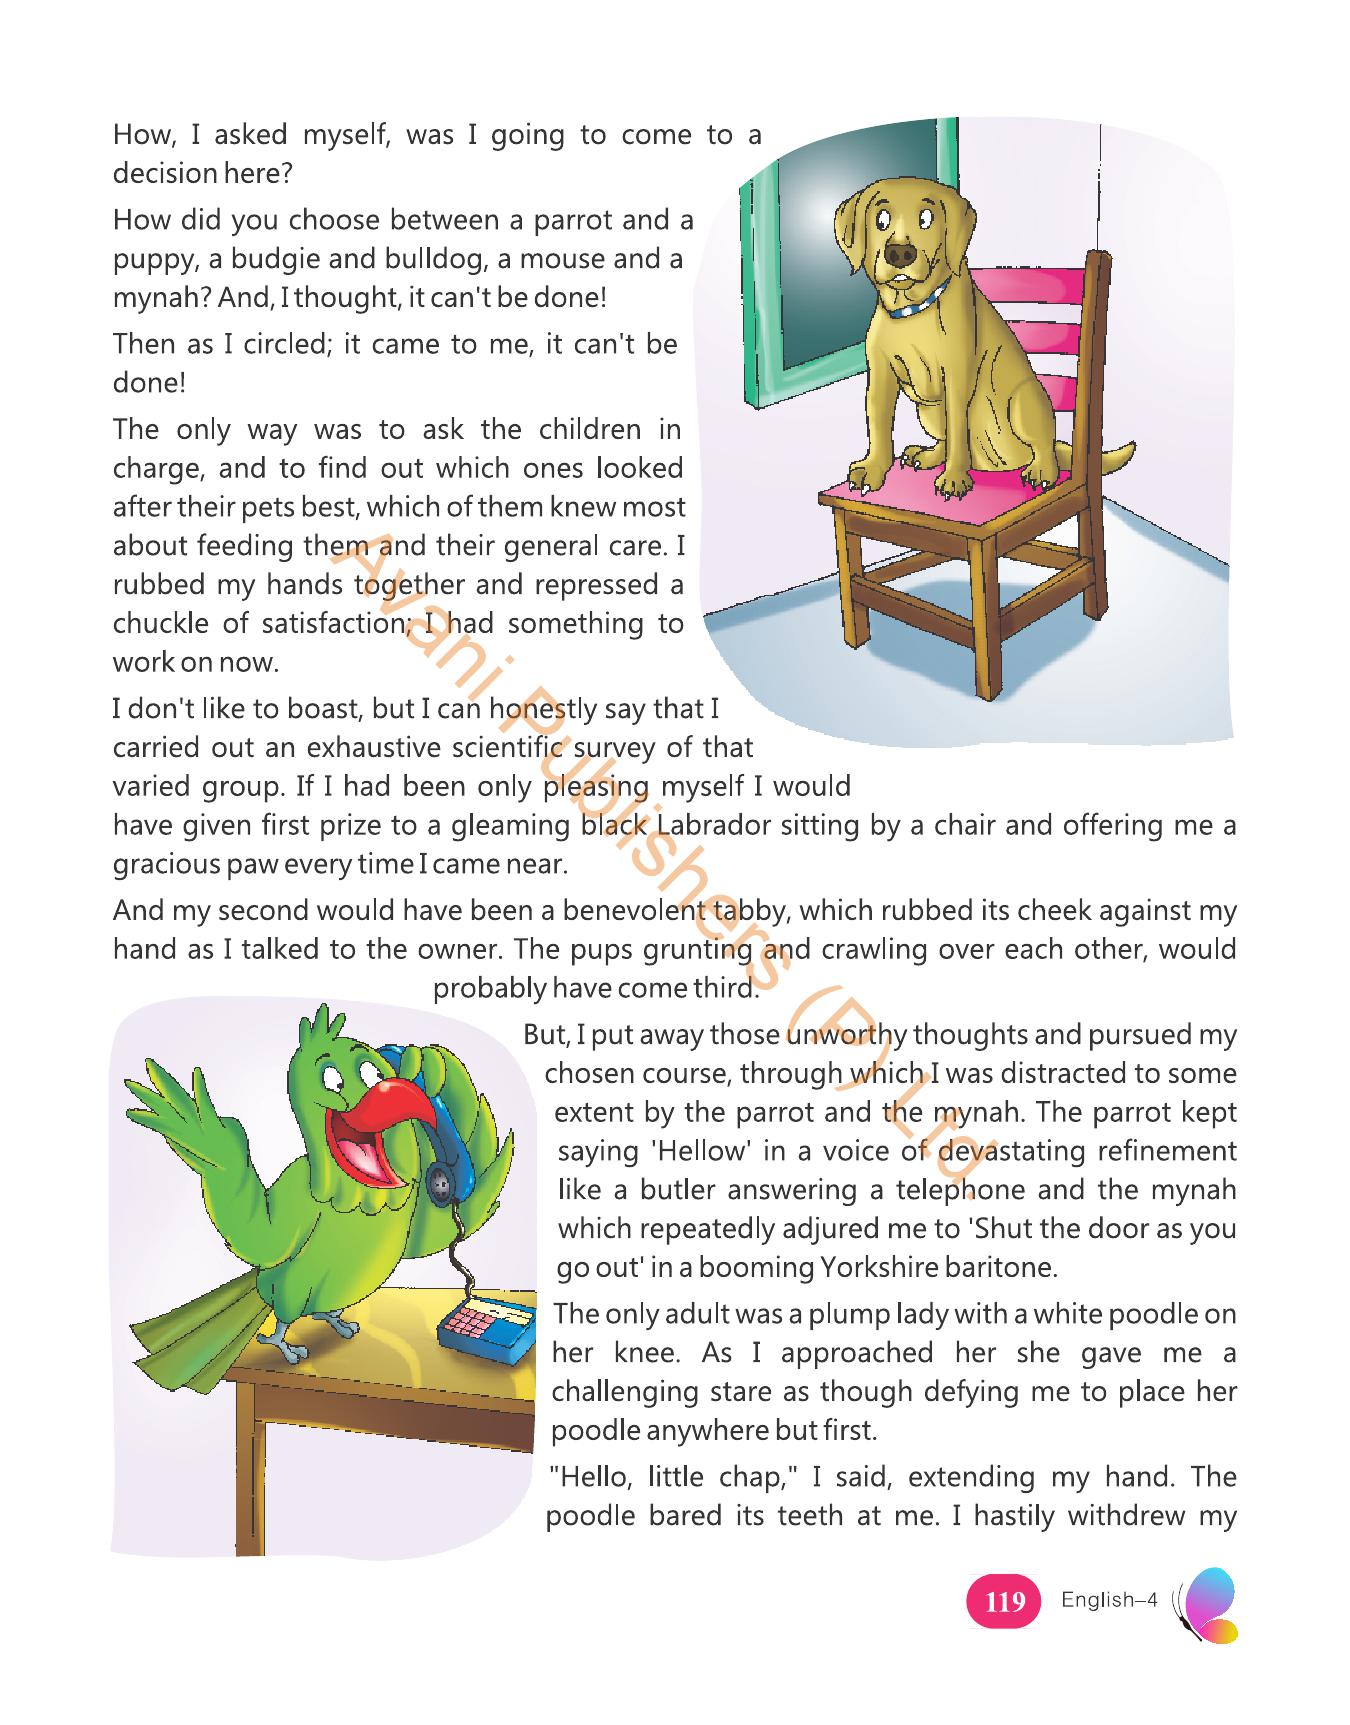 How, I asked myself, was I going to come to a
decision here?
How did you choose between a parrot and a
puppy, a budgie and bulldog, a mouse and a
mynah? And, I thought, it can't be done!
Then as I circled; it came to me, it can't be
done!
The only way was to ask the children in
charge, and to find out which ones looked
after their pets best, which of them knew most
about feeding them and their general care. I
rubbed my hands together and repressed a
chuckle of satisfaction; I had something to
work on now.
I don't like to boast, but I can honestly say that I
carried out an exhaustive scientific survey of that
varied group. If I had been only pleasing myself I would
have given first prize to a gleaming black Labrador sitting by a chair and offering me a
gracious paw every time I came near.
And my second would have been a benevolent tabby, which rubbed its cheek against my
hand as I talked to the owner. The pups grunting and crawling over each other, would
probably have come third.
But, I put away those unworthy thoughts and pursued my
chosen course, through which I was distracted to some
extent by the parrot and the mynah. The parrot kept
saying 'Hellow' in a voice of devastating refinement
like a butler answering a telephone and the mynah
which repeatedly adjured me to 'Shut the door as you
go out' in a booming Yorkshire baritone.
The only adult was a plump lady with a white poodle on
her knee. As I approached her she gave me a
challenging stare as though defying me to place her
poodle anywhere but first.
"Hello, little chap," I said, extending my hand. The
poodle bared its teeth at me. I hastily withdrew my
Avani Publishers (P) Ltd.
119 English–4